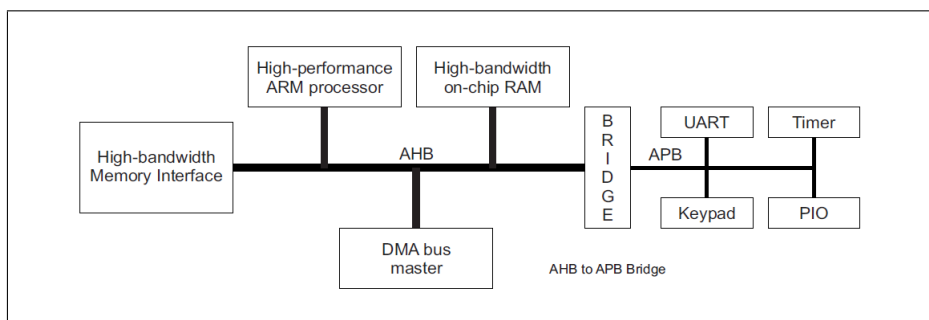 High-performance
ARM processor
High-bandwidth
on-chip RAM
High-bandwidth
Memory Interface
AHB
B
R
I
D
G
E
APB
UART
Timer
Keypad
PIO
DMA bus
master
AHB to APB Bridge